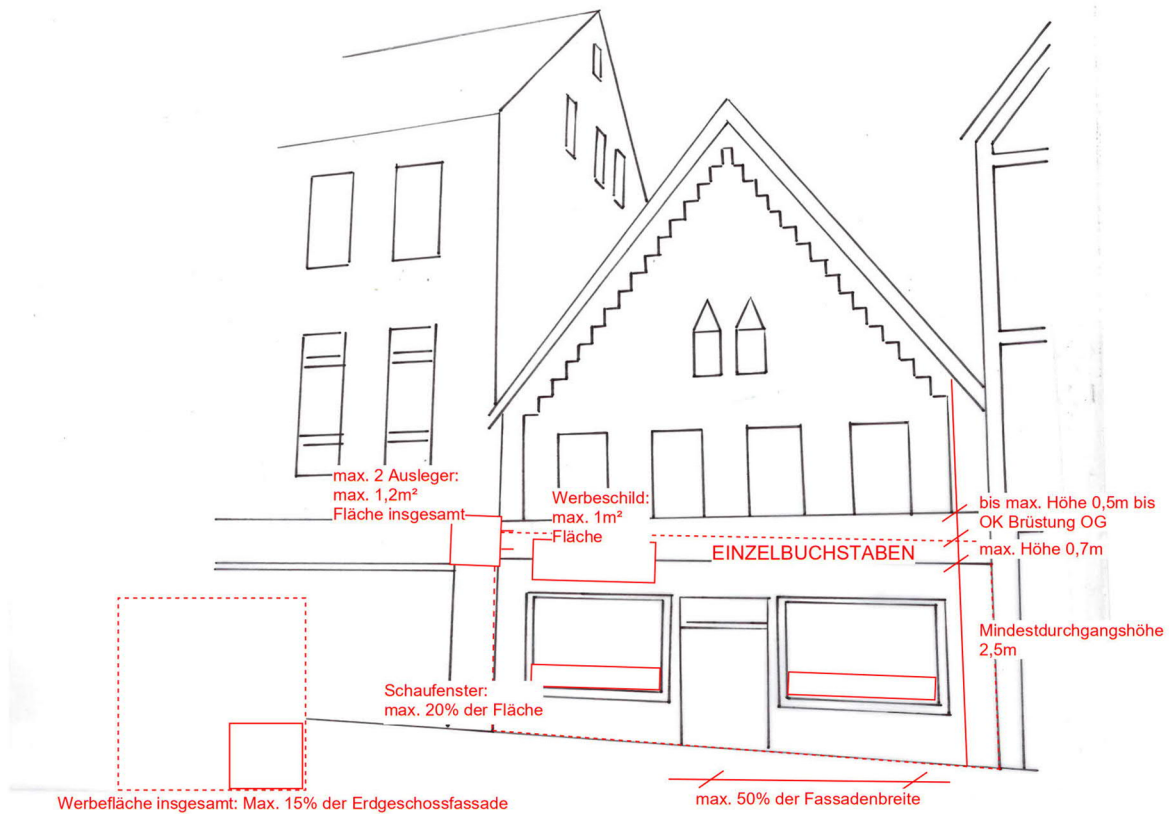 max. 2 Ausleger:
max. 1,2m²
Fläche insgesamt
Werbeschild:
max. 1m²
Fläche
EINZELBUCHSTABEN
bis max. Höhe 0,5m bis
OK Brüstung OG
max. Höhe 0,7m
Mindestdurchgangshöhe
2,5m
Schaufenster:
max. 20% der Fläche
Werbefläche insgesamt: Max. 15% der Erdgeschossfassade
max. 50% der Fassadenbreite